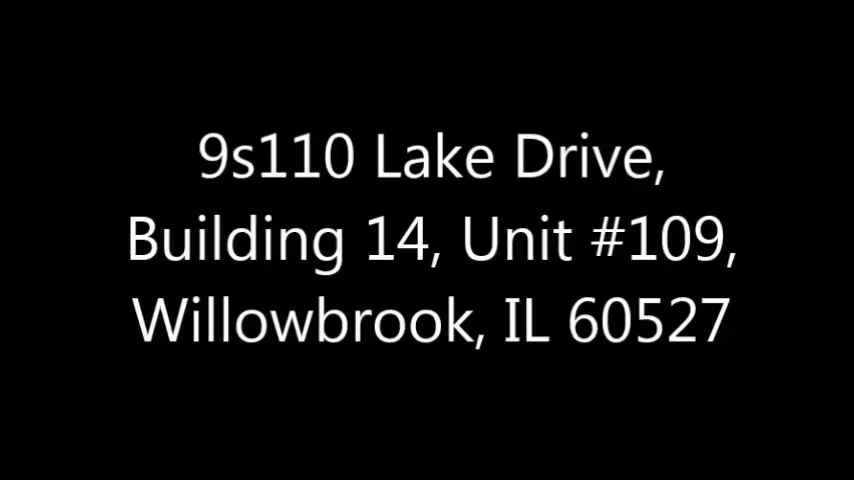 9s110 Lake Drive,
Building 14, Unit #109,
Willowbrook, IL 60527